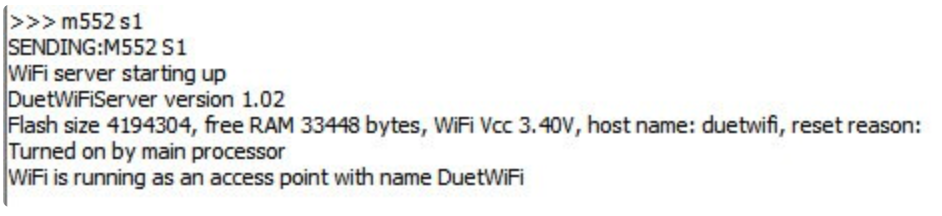 >>> m552 s1
SENDING:M552 S1
WiFi server starting up
DuetWiFiServer version 1.02
Flash size 4194304, free RAM 33448 bytes, WiFi Vcc 3.40V, host name: duetwifi, reset reason:
Turned on by main processor
WiFi is running as an access point with name DuetWiFi